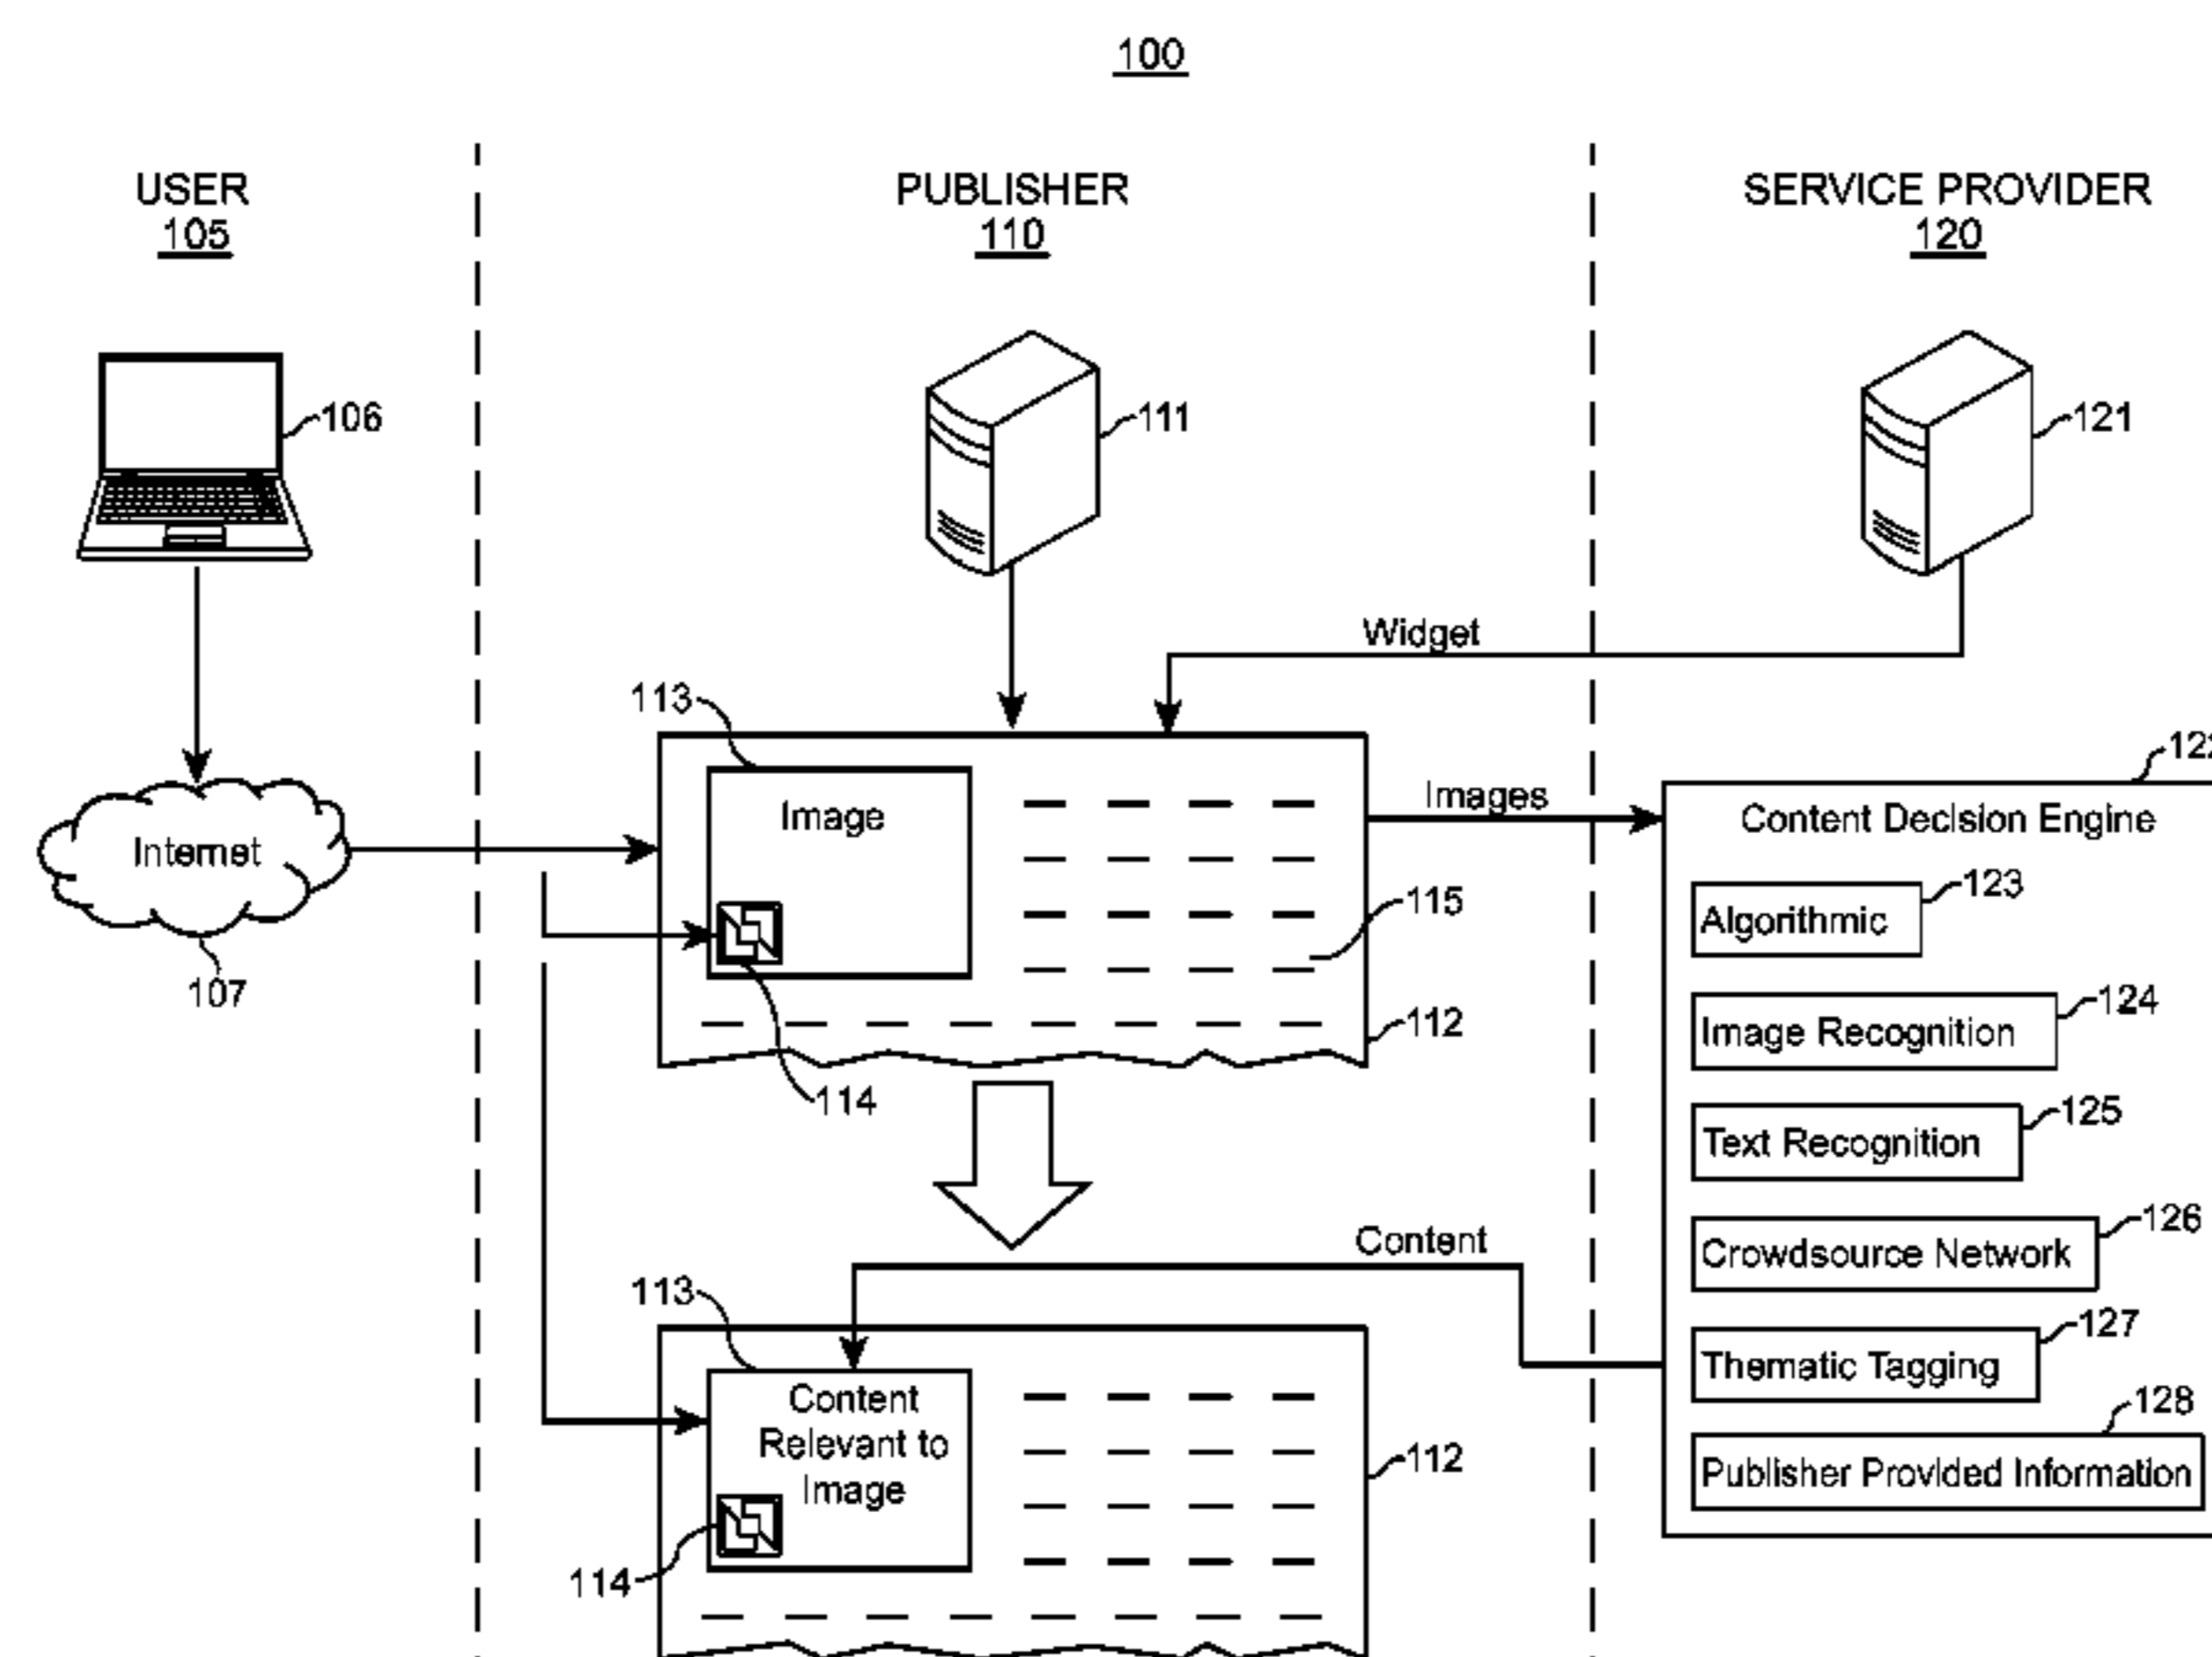 100
USER
105
PUBLISHER
110
SERVICE PROVIDER
120
106
111
121
Widget
113
Image
Images
122
Content Decision Engine
Internet
123
Algorithmic
115
107
124
Image Recognition
112
114
125
Text Recognition
126
Crowdsource Network
Content
113
127
Thematic Tagging
Content
Relevant to
Image
128
112
Publisher Provided Information
114